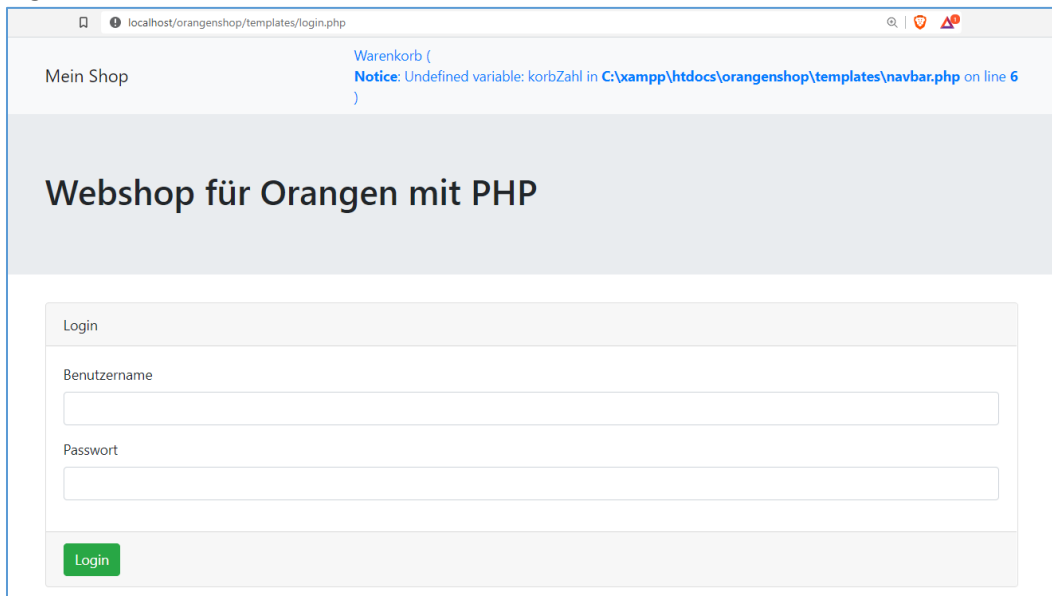 localhost/orangenshop/templates/login.php
1
Warenkorb (
Mein Shop
Notice: Undefined variable: korbZahl in C:\xampp\htdocs\orangenshop\templates\navbar.php on line 6
)
Webshop für Orangen mit PHP
Login
Benutzername
Passwort
Login